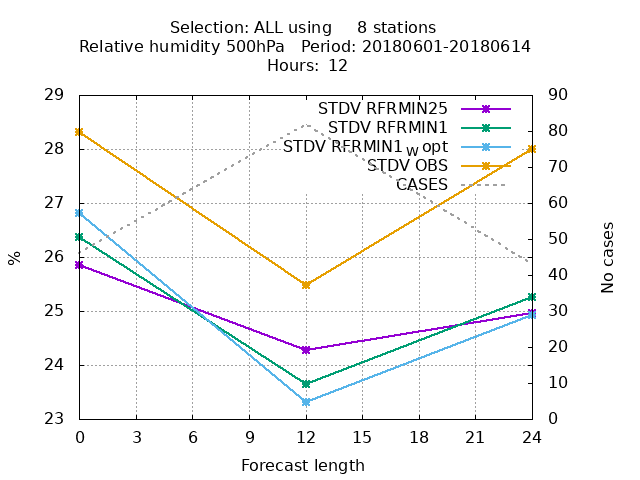 Selection: ALL using     8 stations
Relative humidity 500hPa   Period: 20180601-20180614
Hours: 12
29 90
STDV RFRMIN25
80
STDV RFRMIN1
28
STDV RFRMIN1 w opt
70
STDV OBS
CASES
27 60
26 50
%
No cases
40
25 30
20
24
10
23 0
0 3 6 9 12 15 18 21 24
Forecast length